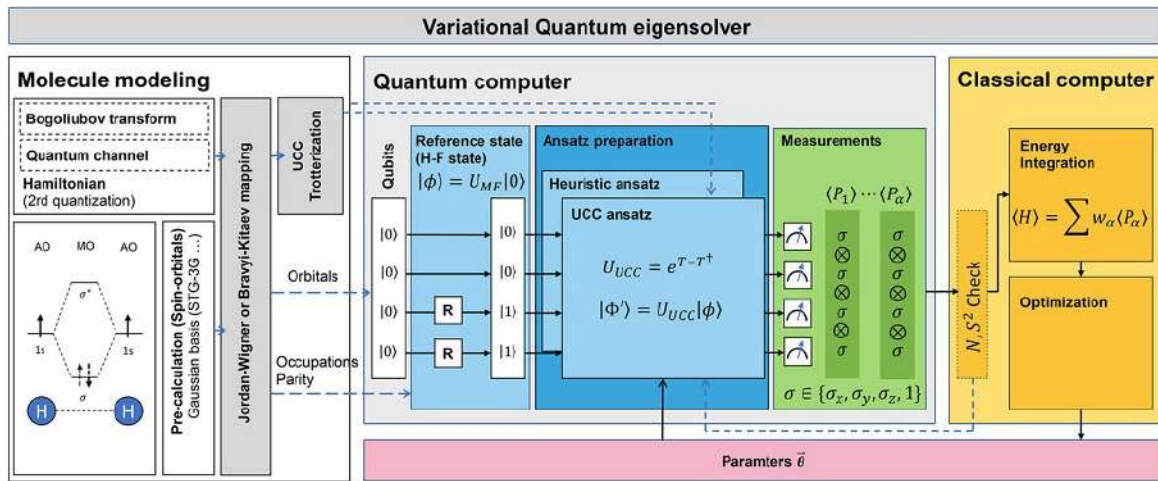 Variational Quantum eigensolver
Molecule modeling
Bogoliubov transform
Quantum channel
Hamiltonian
(2rd quantization)
AO MO AO
σ*
1s 1s
σ
H H
Pre-calculation (Spin-orbitals)
Gaussian basis (STG-3G ...)
Jordan-Wigner or Bravyi-Kitaev mapping
UCC
Trotterization
Orbitals
Occupations
Parity
Quantum computer
Qubits
|0⟩
|0⟩
|0⟩
|0⟩
Reference state
(H-F state)
|ϕ⟩ = U_MF|0⟩
R
R
|0⟩
|0⟩
|1⟩
|1⟩
Ansatz preparation
Heuristic ansatz
UCC ansatz
U_UCC = e^{T−T†}
|Φ′⟩ = U_UCC|ϕ⟩
Measurements
⟨P₁⟩ ⋯ ⟨P_α⟩
σ σ
⊗ ⊗
σ σ
⊗ ⊗
σ σ
⊗ ⊗
σ σ
σ ∈ {σ_x, σ_y, σ_z, 1}
Classical computer
N, S² Check
Energy
Integration
⟨H⟩ = ∑ w_α⟨P_α⟩
Optimization
Paramters θ⃗